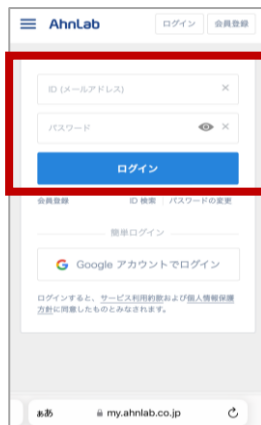 AhnLab ログイン 会員登録
ID (メールアドレス)
パスワード
ログイン
会員登録 ID 検索 パスワードの変更
簡単ログイン
Google アカウントでログイン
ログインすると、サービス利用約款および個人情報保護
方針に同意したものとみなされます。
ぁあ my.ahnlab.co.jp